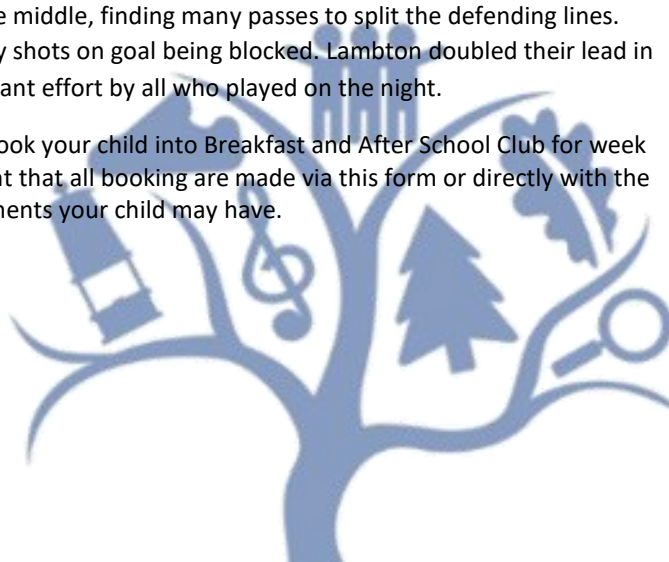 e middle, finding many passes to split the defending lines.
y shots on goal being blocked. Lambton doubled their lead in
ant effort by all who played on the night.
ook your child into Breakfast and After School Club for week
t that all booking are made via this form or directly with the
ments your child may have.